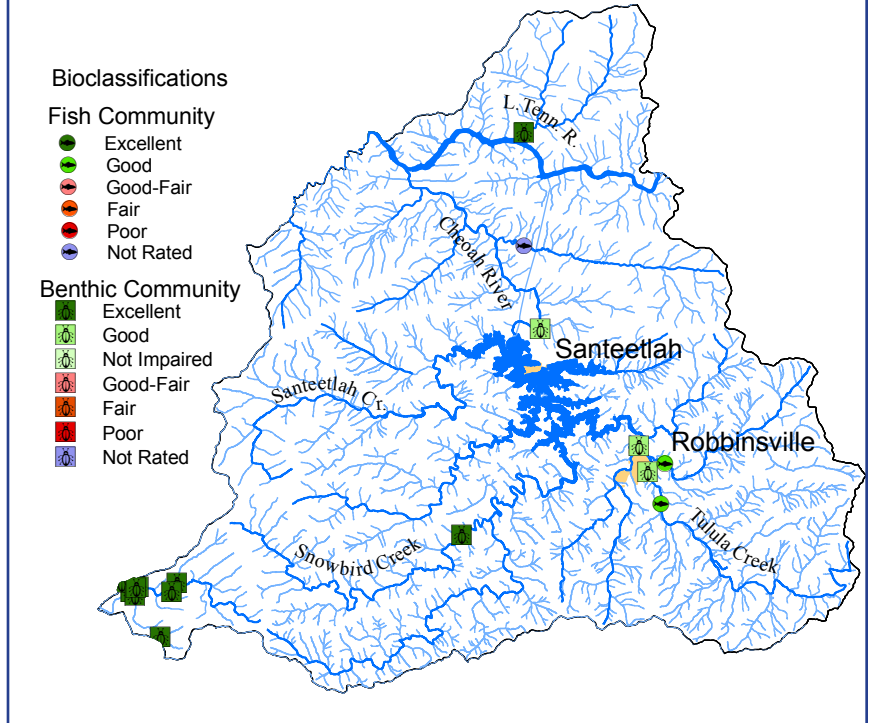 Bioclassifications
Fish Community
Excellent
Good
Good-Fair
Fair
Poor
Not Rated
Benthic Community
Excellent
Good
Not Impaired
Good-Fair
Fair
Poor
Not Rated
L.Tenn. R.
Cheoah River
Santeetlah
Santeetlah Cr.
Robbinsville
Snowbird Creek
Tulula Creek